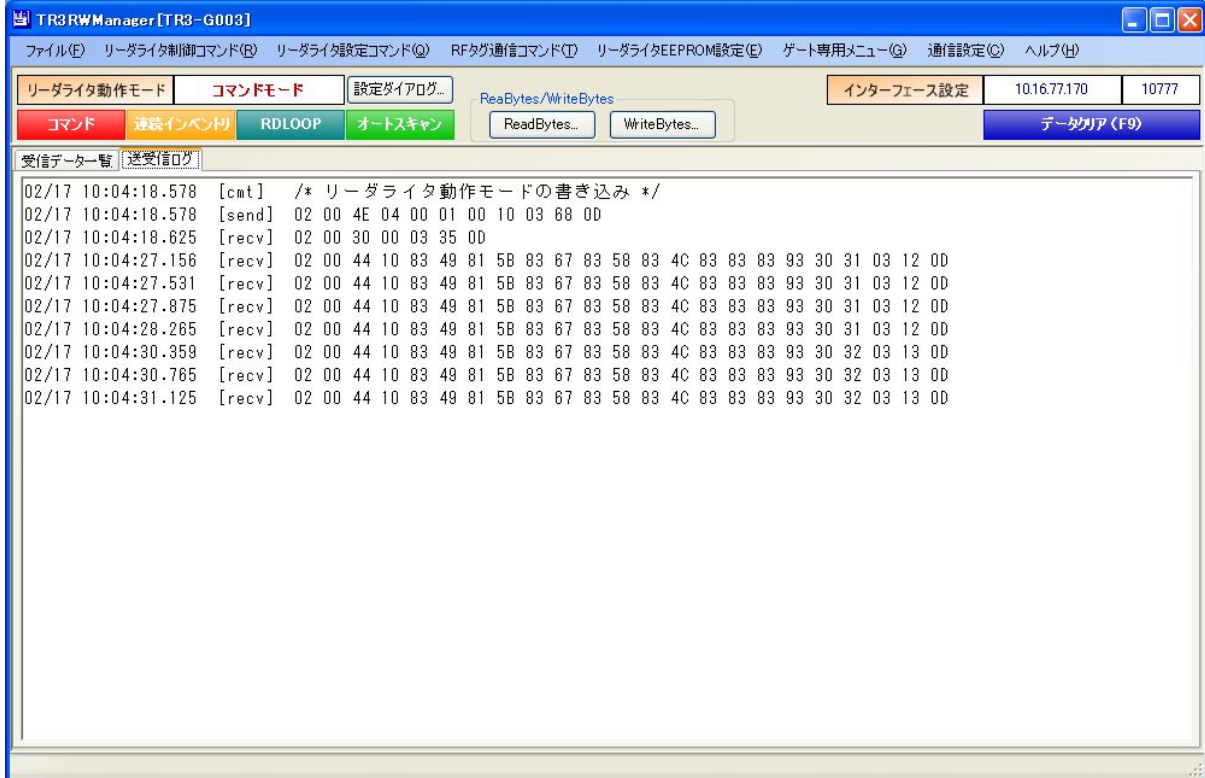 TR3RWManager[TR3-G003]
ファイル(F) リーダライタ制御コマンド(R) リーダライタ設定コマンド(Q) RFタグ通信コマンド(T) リーダライタEEPROM設定(E) ゲート専用メニュー(G) 通信設定(C) ヘルプ(H)
リーダライタ動作モード コマンドモード 設定ダイアログ... ReaBytes/WriteBytes インターフェース設定 10.16.77.170 10777
コマンド 連続インベントリ RDLOOP オートスキャン ReadBytes... WriteBytes... データクリア (F9)
受信データ一覧 送受信ログ
02/17 10:04:18.578 [cmt] /* リーダライタ動作モードの書き込み */
02/17 10:04:18.578 [send] 02 00 4E 04 00 01 00 10 03 68 0D
02/17 10:04:18.625 [recv] 02 00 30 00 03 35 0D
02/17 10:04:27.156 [recv] 02 00 44 10 83 49 81 5B 83 67 83 58 83 4C 83 83 83 93 30 31 03 12 0D
02/17 10:04:27.531 [recv] 02 00 44 10 83 49 81 5B 83 67 83 58 83 4C 83 83 83 93 30 31 03 12 0D
02/17 10:04:27.875 [recv] 02 00 44 10 83 49 81 5B 83 67 83 58 83 4C 83 83 83 93 30 31 03 12 0D
02/17 10:04:28.265 [recv] 02 00 44 10 83 49 81 5B 83 67 83 58 83 4C 83 83 83 93 30 31 03 12 0D
02/17 10:04:30.359 [recv] 02 00 44 10 83 49 81 5B 83 67 83 58 83 4C 83 83 83 93 30 32 03 13 0D
02/17 10:04:30.765 [recv] 02 00 44 10 83 49 81 5B 83 67 83 58 83 4C 83 83 83 93 30 32 03 13 0D
02/17 10:04:31.125 [recv] 02 00 44 10 83 49 81 5B 83 67 83 58 83 4C 83 83 83 93 30 32 03 13 0D